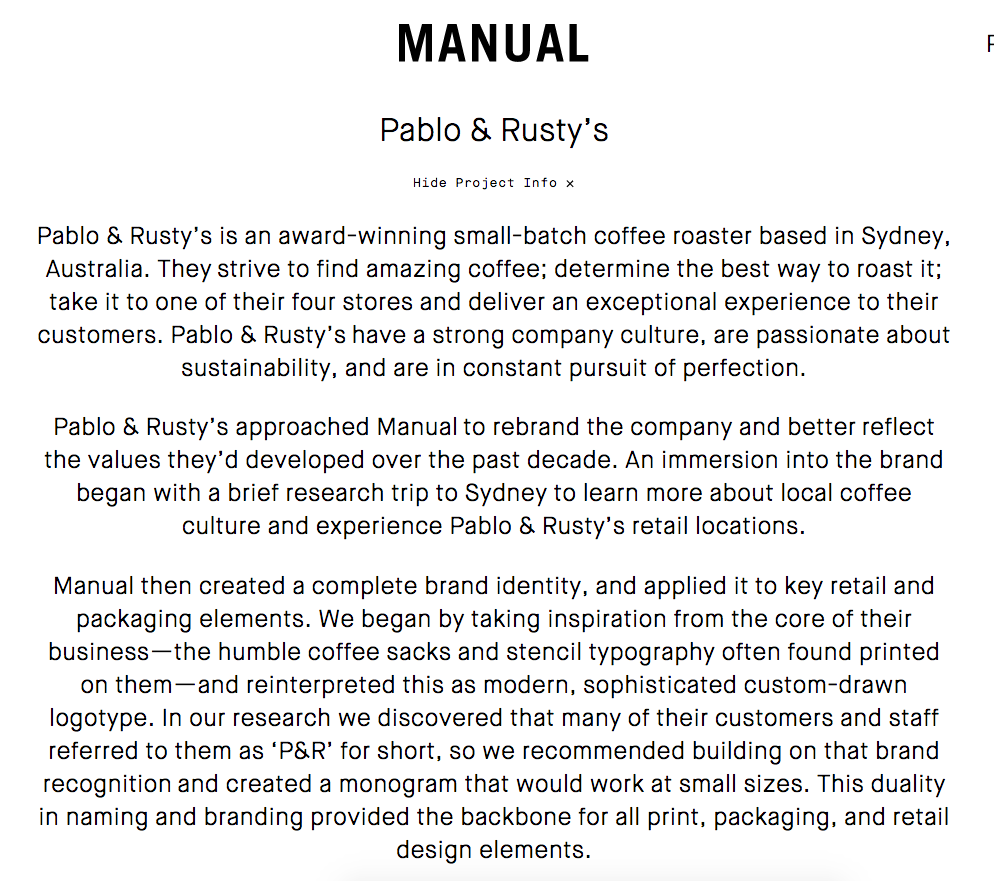 MANUAL
Pablo & Rusty’s
Hide Project Info ×
Pablo & Rusty’s is an award-winning small-batch coffee roaster based in Sydney,
Australia. They strive to find amazing coffee; determine the best way to roast it;
take it to one of their four stores and deliver an exceptional experience to their
customers. Pablo & Rusty’s have a strong company culture, are passionate about
sustainability, and are in constant pursuit of perfection.
Pablo & Rusty’s approached Manual to rebrand the company and better reflect
the values they’d developed over the past decade. An immersion into the brand
began with a brief research trip to Sydney to learn more about local coffee
culture and experience Pablo & Rusty’s retail locations.
Manual then created a complete brand identity, and applied it to key retail and
packaging elements. We began by taking inspiration from the core of their
business—the humble coffee sacks and stencil typography often found printed
on them—and reinterpreted this as modern, sophisticated custom-drawn
logotype. In our research we discovered that many of their customers and staff
referred to them as ‘P&R’ for short, so we recommended building on that brand
recognition and created a monogram that would work at small sizes. This duality
in naming and branding provided the backbone for all print, packaging, and retail
design elements.